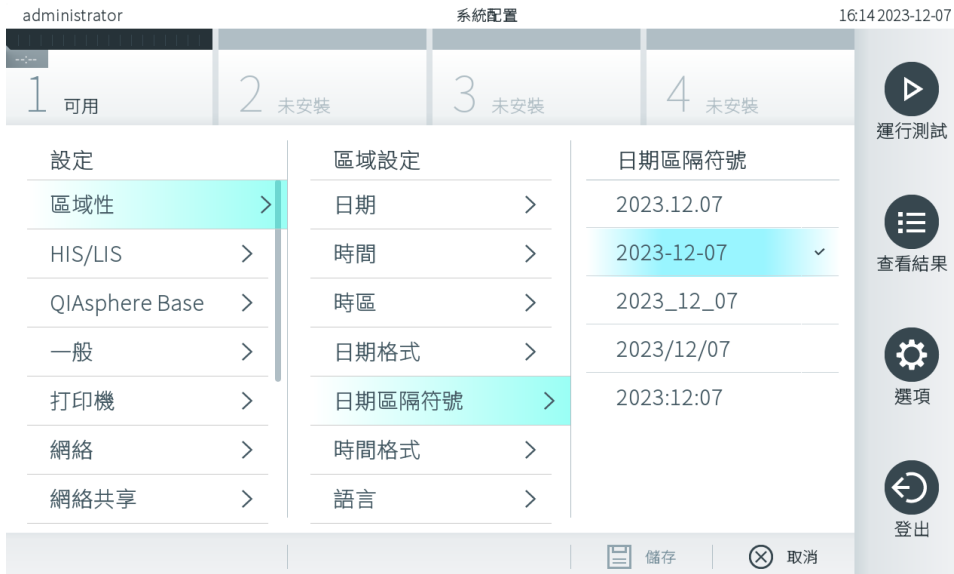 administrator
系統配置
16:14 2023-12-07
--:--
1 可用
2 未安裝
3 未安裝
4 未安裝
設定
區域性
HIS/LIS
QIAsphere Base
一般
打印機
網絡
網絡共享
區域設定
日期
時間
時區
日期格式
日期區隔符號
時間格式
語言
日期區隔符號
2023.12.07
2023-12-07
2023_12_07
2023/12/07
2023:12:07
運行測試
查看結果
選項
登出
儲存
取消